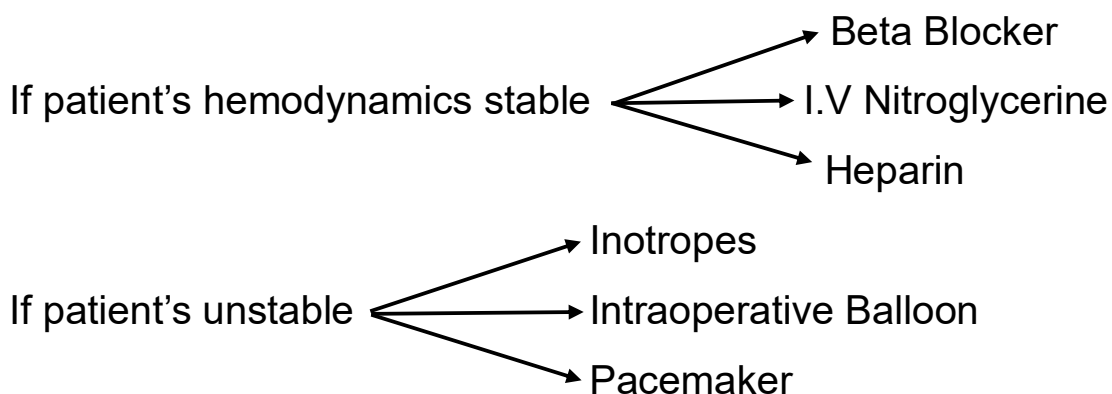 Beta Blocker
If patient’s hemodynamics stable
I.V Nitroglycerine
Heparin
Inotropes
If patient’s unstable
Intraoperative Balloon
Pacemaker